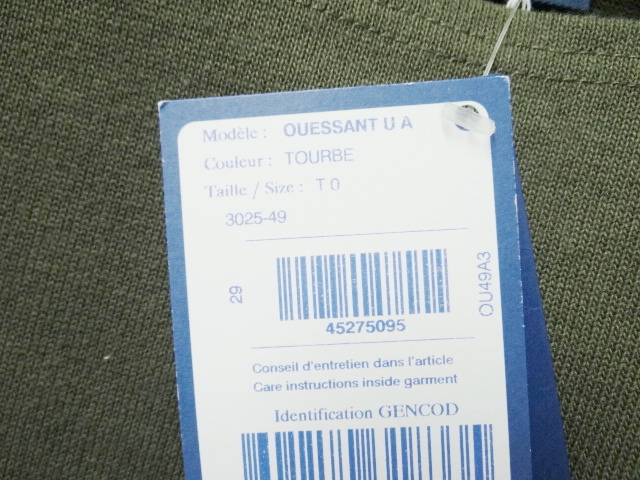 Modèle : OUESSANT U A
Couleur : TOURBE
Taille / Size : T 0
3025-49
29
OU49A3
45275095
Conseil d'entretien dans l'article
Care instructions inside garment
Identification GENCOD